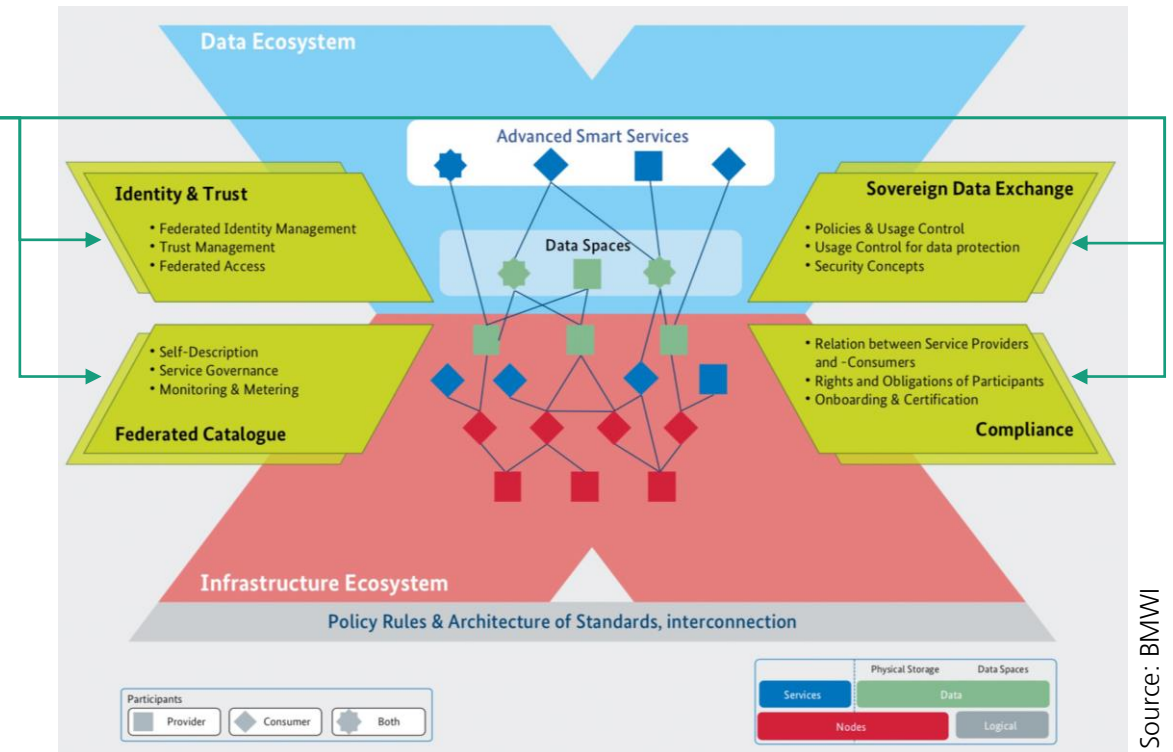 Data Ecosystem
Advanced Smart Services
Identity & Trust
• Federated Identity Management
• Trust Management
• Federated Access
Sovereign Data Exchange
• Policies & Usage Control
• Usage Control for data protection
• Security Concepts
Data Spaces
• Self-Description
• Service Governance
• Monitoring & Metering
Federated Catalogue
• Relation between Service Providers
and -Consumers
• Rights and Obligations of Participants
• Onboarding & Certification
Compliance
Infrastructure Ecosystem
Policy Rules & Architecture of Standards, interconnection
Participants
Provider
Consumer
Both
Physical Storage
Data Spaces
Services
Data
Nodes
Logical
Source: BMWI